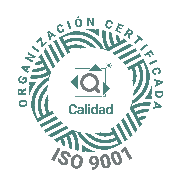 ORGANIZACIÓN CERTIFICADA
Calidad
ISO 9001